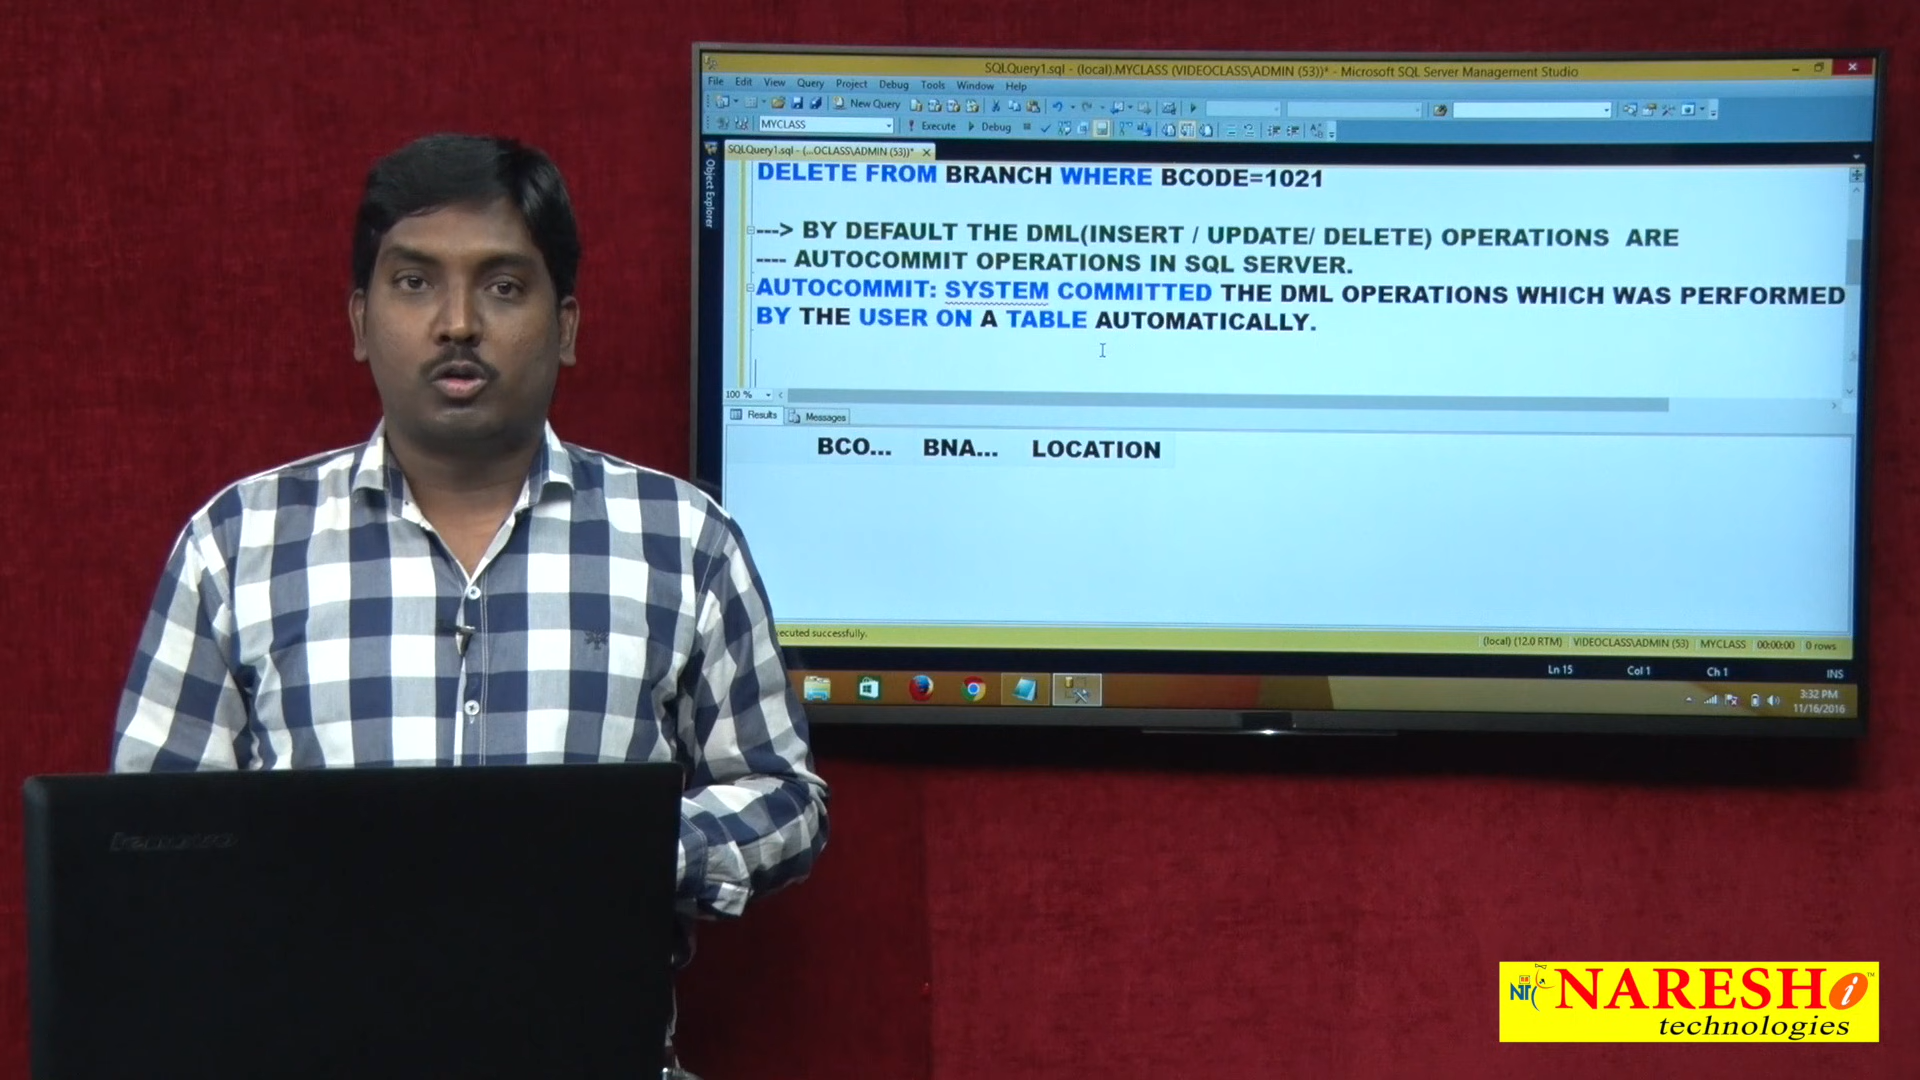 SQLQuery1.sql - (local).MYCLASS (VIDEOCLASS\ADMIN (53))* - Microsoft SQL Server Management Studio
File Edit View Query Project Debug Tools Window Help
New Query
MYCLASS Execute Debug
SQLQuery1.sql - (...OCLASS\ADMIN (53))*
Object Explorer
DELETE FROM BRANCH WHERE BCODE=1021
---> BY DEFAULT THE DML(INSERT / UPDATE/ DELETE) OPERATIONS ARE
---- AUTOCOMMIT OPERATIONS IN SQL SERVER.
AUTOCOMMIT: SYSTEM COMMITTED THE DML OPERATIONS WHICH WAS PERFORMED
BY THE USER ON A TABLE AUTOMATICALLY.
100 %
Results Messages
BCO... BNA... LOCATION
ecuted successfully.
(local) (12.0 RTM) VIDEOCLASS\ADMIN (53) MYCLASS 00:00:00 0 rows
Ln 15 Col 1 Ch 1 INS
3:32 PM
11/16/2016
lenovo
NARESH i
technologies